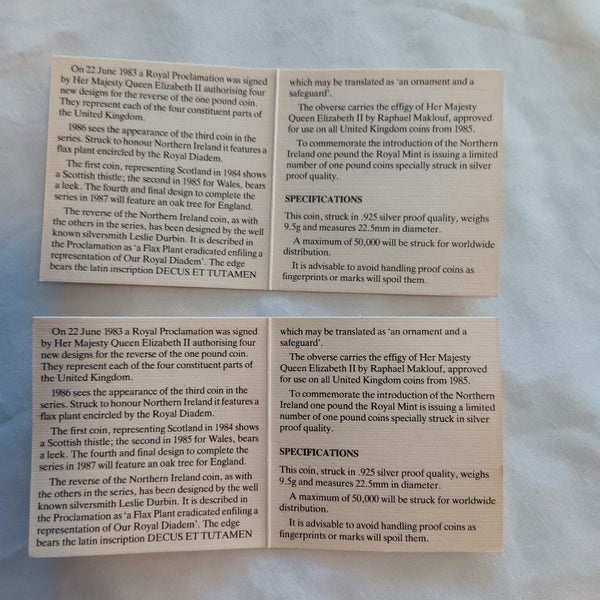 On 22 June 1983 a Royal Proclamation was signed
by Her Majesty Queen Elizabeth II authorising four
new designs for the reverse of the one pound coin.
They represent each of the four constituent parts of
the United Kingdom.
1986 sees the appearance of the third coin in the
series. Struck to honour Northern Ireland it features a
flax plant encircled by the Royal Diadem.
The first coin, representing Scotland in 1984 shows
a Scottish thistle; the second in 1985 for Wales, bears
a leek. The fourth and final design to complete the
series in 1987 will feature an oak tree for England.
The reverse of the Northern Ireland coin, as with
the others in the series, has been designed by the well
known silversmith Leslie Durbin. It is described in
the Proclamation as ‘a Flax Plant eradicated enfiling a
representation of Our Royal Diadem’. The edge
bears the latin inscription DECUS ET TUTAMEN
which may be translated as ‘an ornament and a
safeguard’.
The obverse carries the effigy of Her Majesty
Queen Elizabeth II by Raphael Maklouf, approved
for use on all United Kingdom coins from 1985.
To commemorate the introduction of the Northern
Ireland one pound the Royal Mint is issuing a limited
number of one pound coins specially struck in silver
proof quality.
SPECIFICATIONS
This coin, struck in .925 silver proof quality, weighs
9.5g and measures 22.5mm in diameter.
A maximum of 50,000 will be struck for worldwide
distribution.
It is advisable to avoid handling proof coins as
fingerprints or marks will spoil them.
On 22 June 1983 a Royal Proclamation was signed
by Her Majesty Queen Elizabeth II authorising four
new designs for the reverse of the one pound coin.
They represent each of the four constituent parts of
the United Kingdom.
1986 sees the appearance of the third coin in the
series. Struck to honour Northern Ireland it features a
flax plant encircled by the Royal Diadem.
The first coin, representing Scotland in 1984 shows
a Scottish thistle; the second in 1985 for Wales, bears
a leek. The fourth and final design to complete the
series in 1987 will feature an oak tree for England.
The reverse of the Northern Ireland coin, as with
the others in the series, has been designed by the well
known silversmith Leslie Durbin. It is described in
the Proclamation as ‘a Flax Plant eradicated enfiling a
representation of Our Royal Diadem’. The edge
bears the latin inscription DECUS ET TUTAMEN
which may be translated as ‘an ornament and a
safeguard’.
The obverse carries the effigy of Her Majesty
Queen Elizabeth II by Raphael Maklouf, approved
for use on all United Kingdom coins from 1985.
To commemorate the introduction of the Northern
Ireland one pound the Royal Mint is issuing a limited
number of one pound coins specially struck in silver
proof quality.
SPECIFICATIONS
This coin, struck in .925 silver proof quality, weighs
9.5g and measures 22.5mm in diameter.
A maximum of 50,000 will be struck for worldwide
distribution.
It is advisable to avoid handling proof coins as
fingerprints or marks will spoil them.